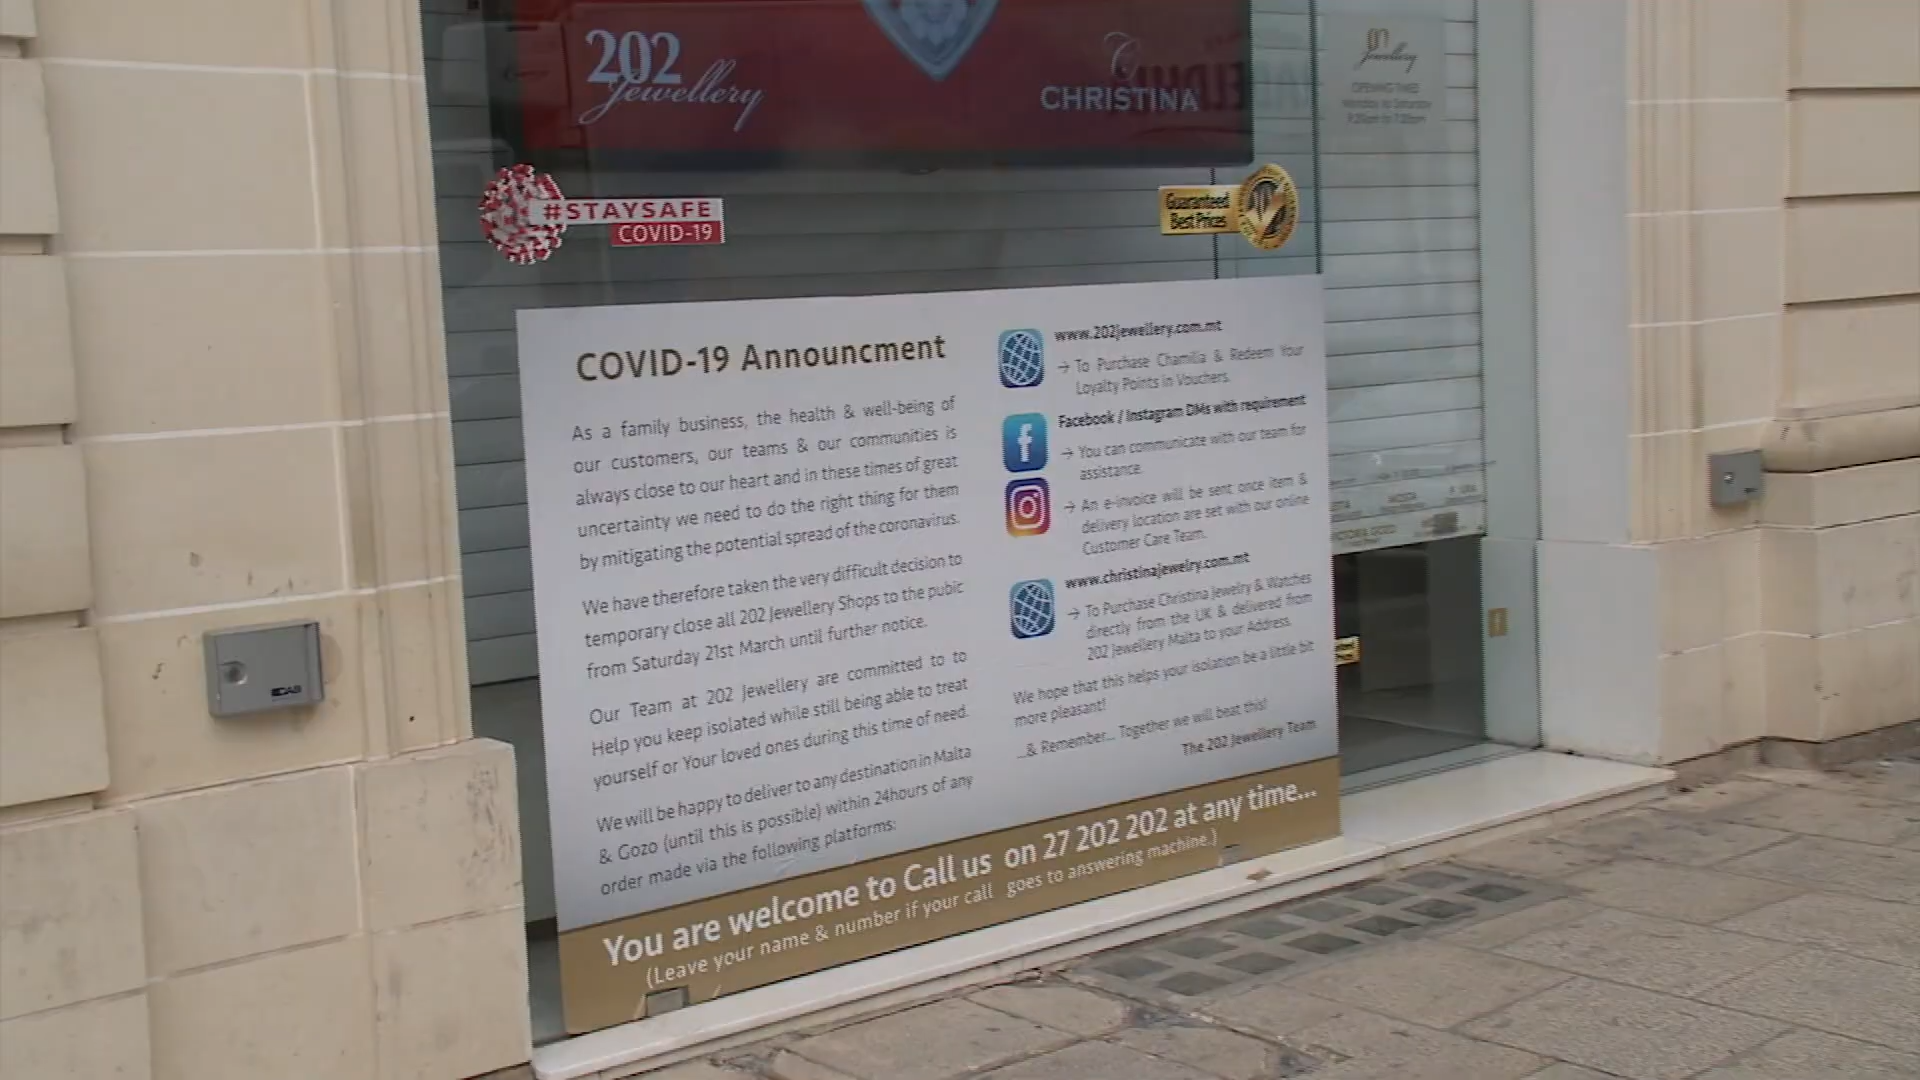 202
Jewellery
CHRISTINA
Jewellery
OPENING TIMES
Monday to Saturday
#STAYSAFE
COVID-19
Guaranteed
Best Prices
COVID-19 Announcment
As a family business, the health & well-being of
our customers, our teams & our communities is
always close to our heart and in these times of great
uncertainty we need to do the right thing for them
by mitigating the potential spread of the coronavirus.
We have therefore taken the very difficult decision to
temporary close all 202 Jewellery Shops to the pubic
from Saturday 21st March until further notice.
Our Team at 202 Jewellery are committed to to
Help you keep isolated while still being able to treat
yourself or Your loved ones during this time of need.
We will be happy to deliver to any destination in Malta
& Gozo (until this is possible) within 24hours of any
order made via the following platforms:
www.202jewellery.com.mt
→ To Purchase Chamilia & Redeem Your
Loyalty Points in Vouchers.
Facebook / Instagram DMs with requirement
→ You can communicate with our team for
assistance.
→ An e-invoice will be sent once item &
delivery location are set with our online
Customer Care Team.
www.christinajewelry.com.mt
→ To Purchase Christina Jewelry & Watches
directly from the UK & delivered from
202 Jewellery Malta to your Address.
We hope that this helps your isolation be a little bit
more pleasant!
...& Remember... Together we will beat this!
The 202 Jewellery Team
You are welcome to Call us on 27 202 202 at any time...
(Leave your name & number if your call goes to answering machine.)
MOSTA